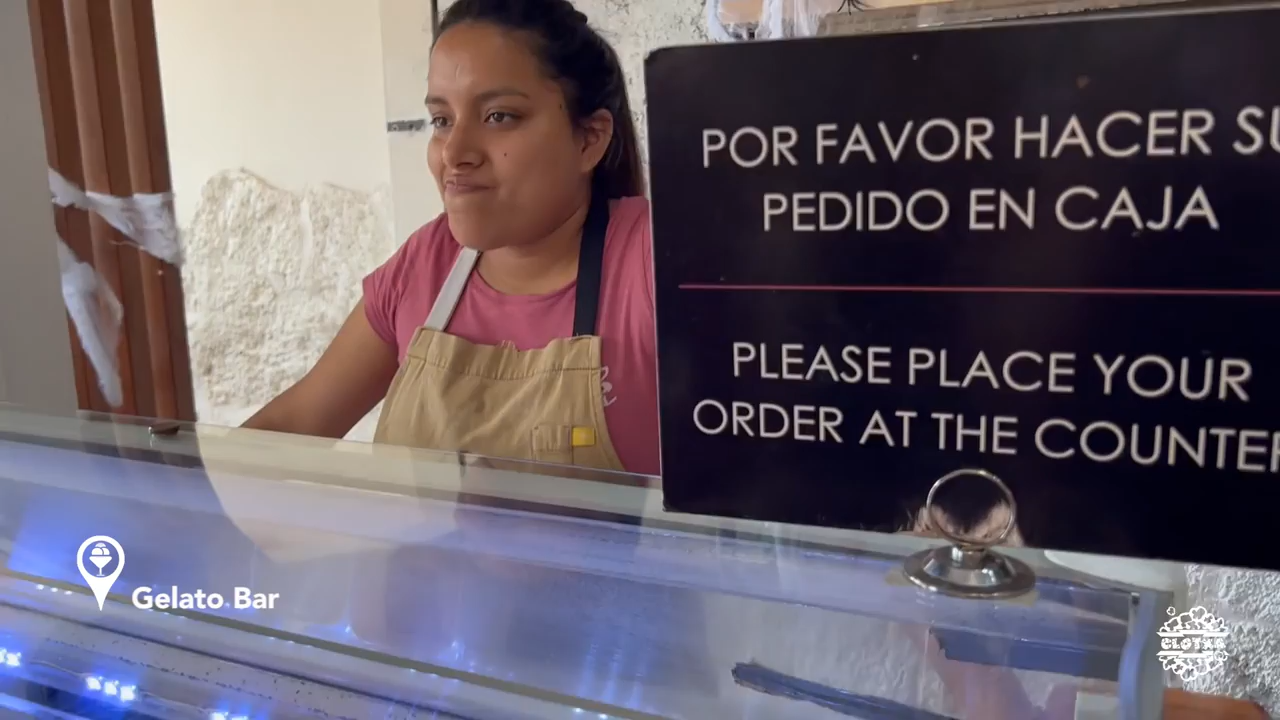 POR FAVOR HACER SU
PEDIDO EN CAJA
PLEASE PLACE YOUR
ORDER AT THE COUNTER
Gelato Bar